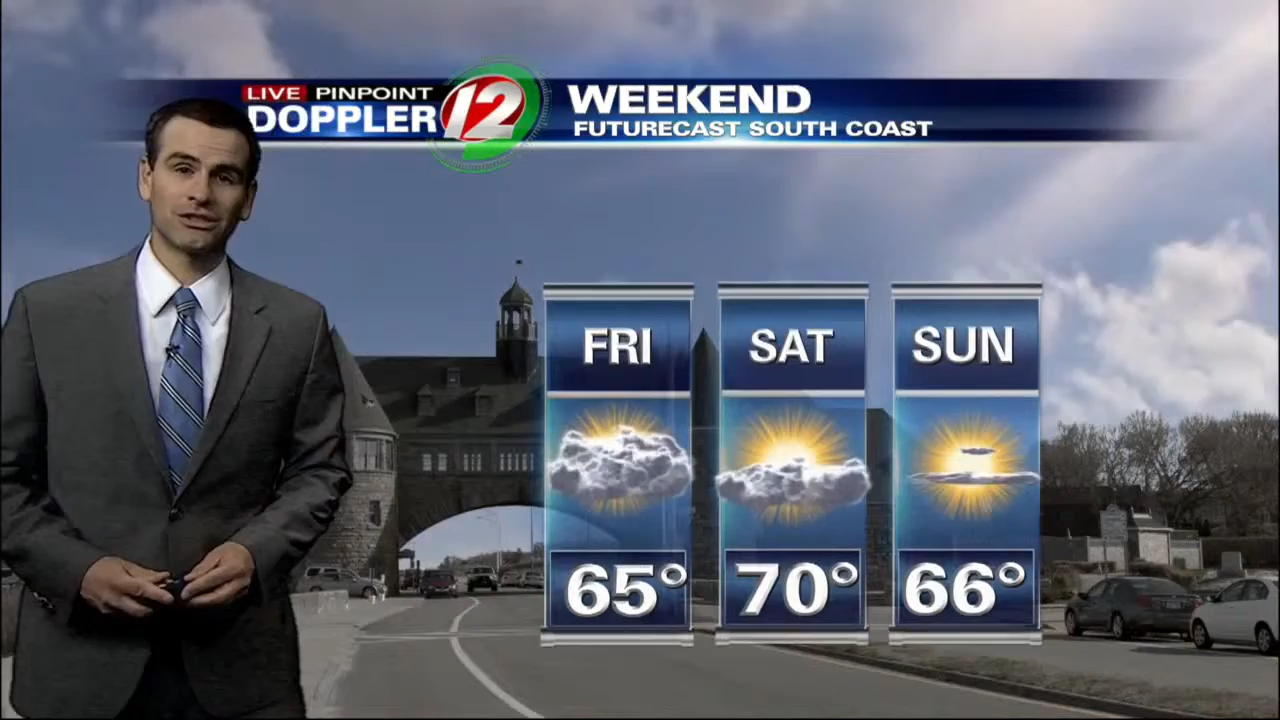 LIVE PINPOINT
DOPPLER 12
WEEKEND
FUTURECAST SOUTH COAST
FRI
SAT
SUN
65°
70°
66°